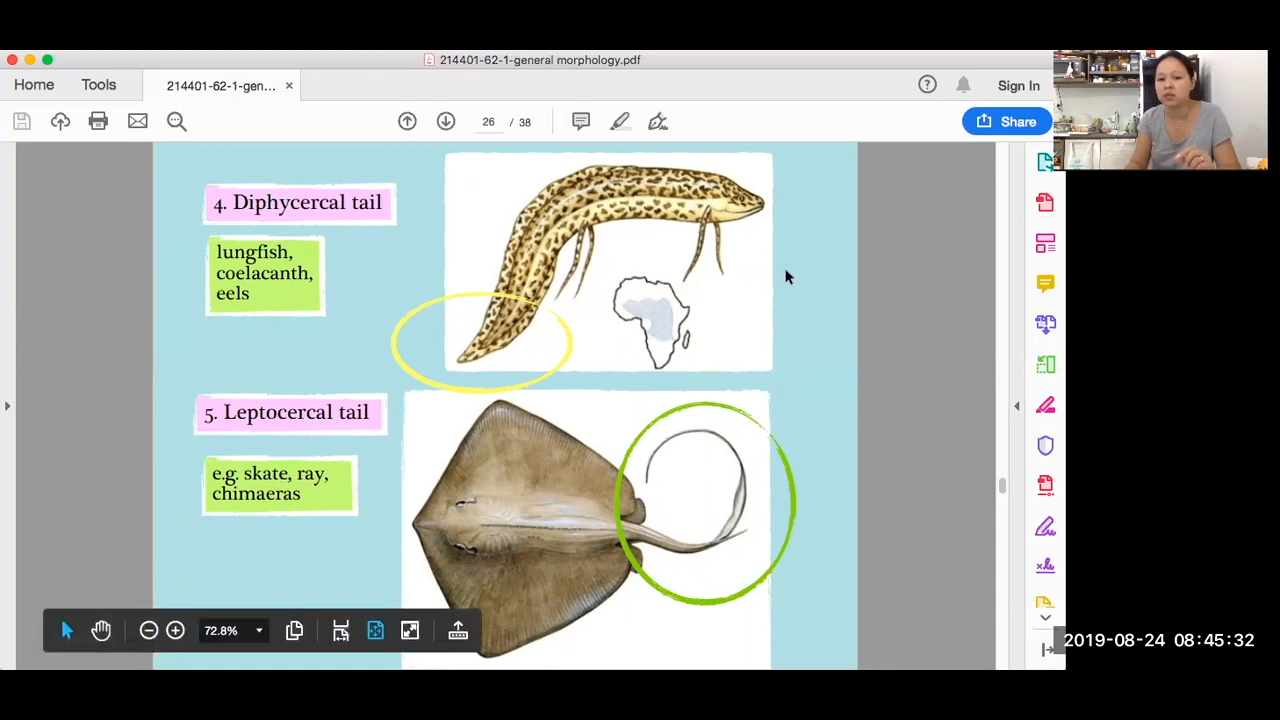 214401-62-1-general morphology.pdf
Home
Tools
214401-62-1-gen...
Sign In
26 / 38
Share
4. Diphycercal tail
lungfish,
coelacanth,
eels
5. Leptocercal tail
e.g. skate, ray,
chimaeras
72.8%
2019-08-24 08:45:32